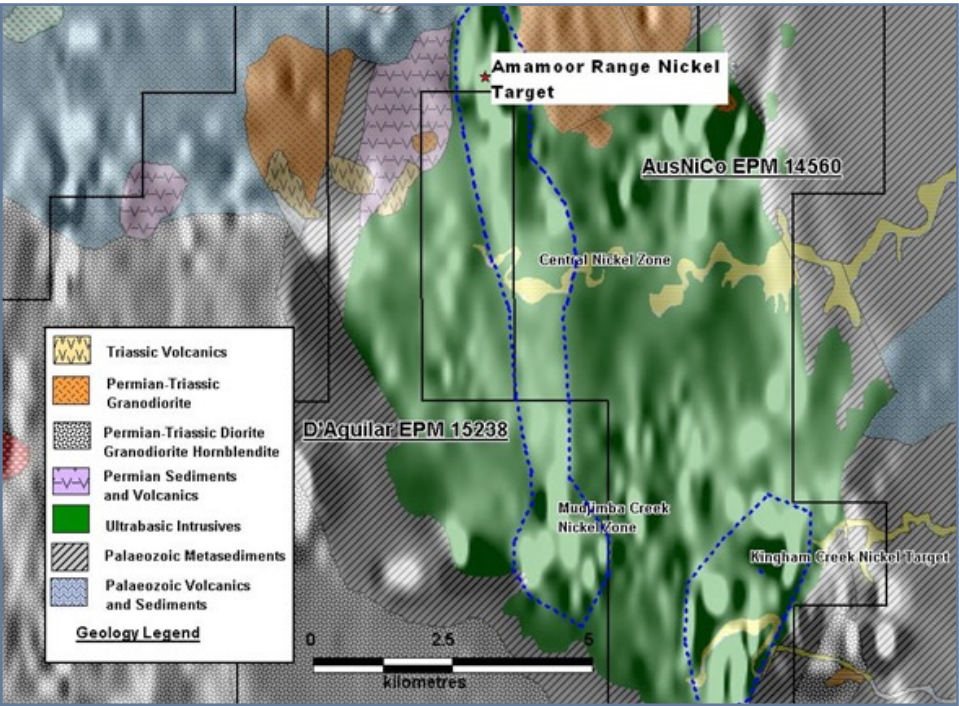 Amamoor Range Nickel
Target
AusNiCo EPM 14560
Central Nickel Zone
Triassic Volcanics
Permian-Triassic
Granodiorite
Permian-Triassic Diorite
Granodiorite Hornblendite
Permian Sediments
and Volcanics
Ultrabasic Intrusives
Palaeozoic Metasediments
Palaeozoic Volcanics
and Sediments
Geology Legend
D'Aquilar EPM 15238
Creek
Nickel Zone
Kingham Creek Nickel Target
0 2.5 5
kilometres